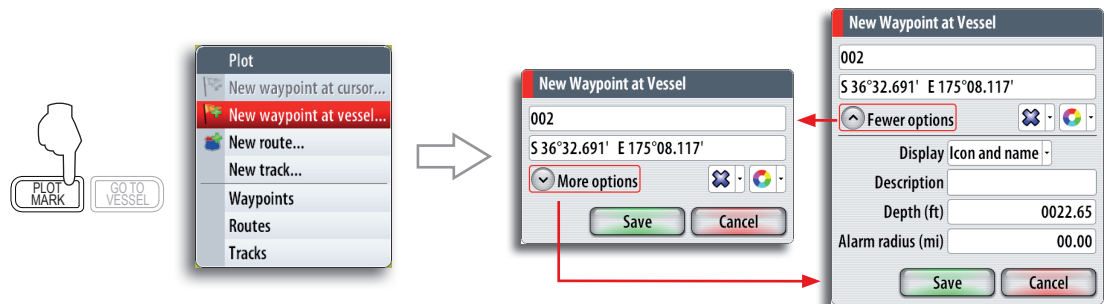 PLOT
MARK
GO TO
VESSEL
Plot
New waypoint at cursor...
New waypoint at vessel...
New route...
New track...
Waypoints
Routes
Tracks
New Waypoint at Vessel
002
S 36°32.691' E 175°08.117'
More options
Save Cancel
New Waypoint at Vessel
002
S 36°32.691' E 175°08.117'
Fewer options
Display Icon and name
Description
Depth (ft) 0022.65
Alarm radius (mi) 00.00
Save Cancel